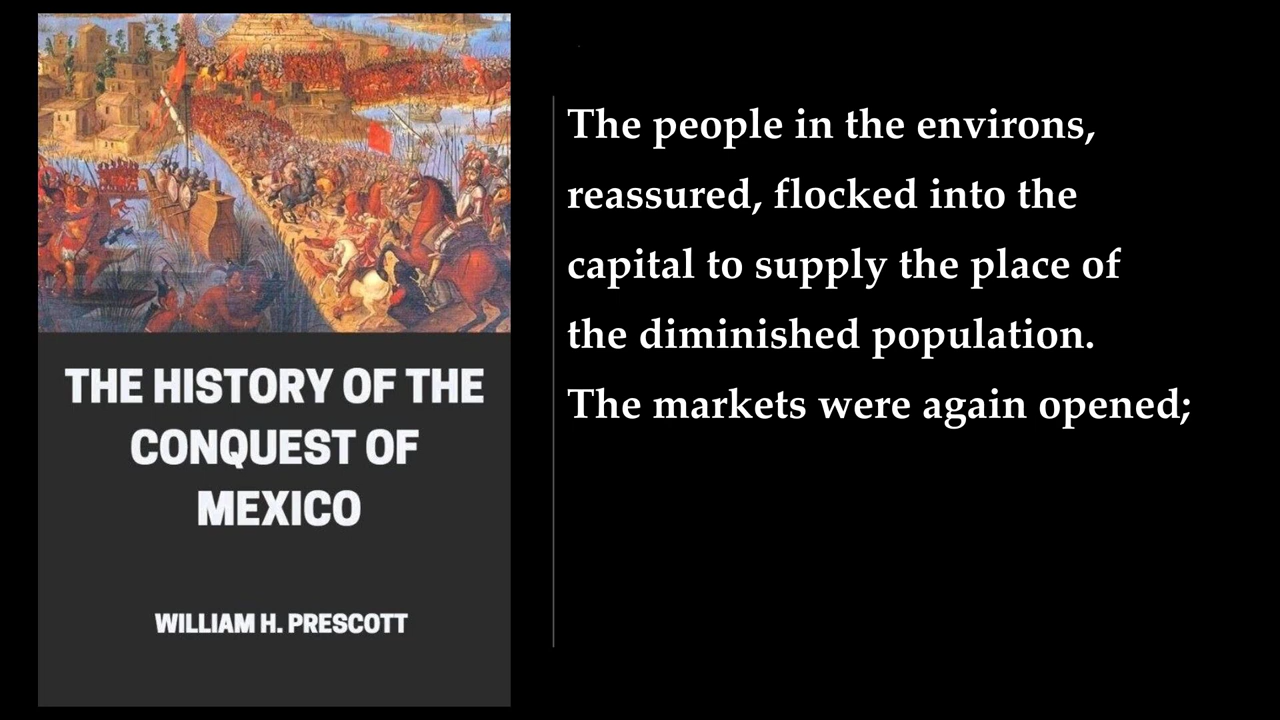 THE HISTORY OF THE
CONQUEST OF
MEXICO
WILLIAM H. PRESCOTT
The people in the environs,
reassured, flocked into the
capital to supply the place of
the diminished population.
The markets were again opened;